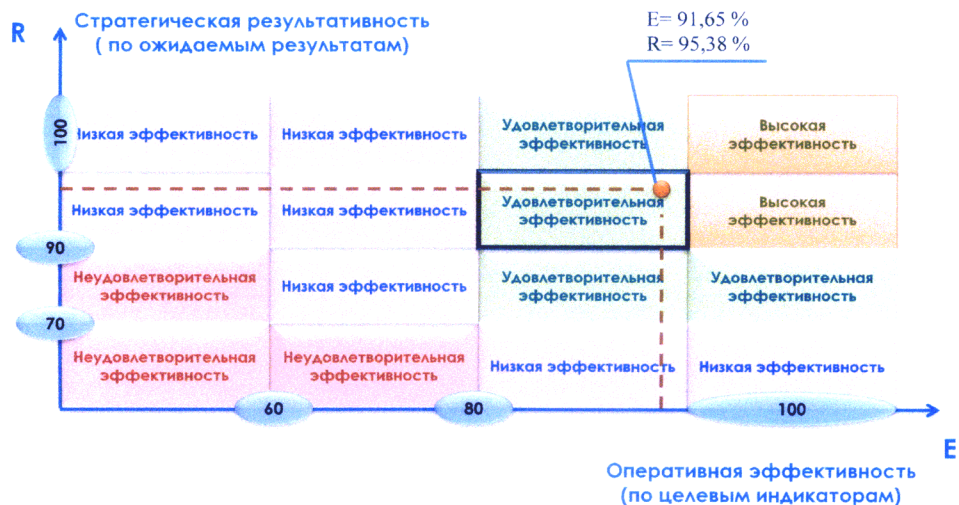 R
Стратегическая результативность
( по ожидаемым результатам)
E= 91,65 %
R= 95,38 %
100
Низкая эффективность
Низкая эффективность
Удовлетворительная
эффективность
Высокая
эффективность
Низкая эффективность
Низкая эффективность
Удовлетворительная
эффективность
Высокая
эффективность
90
Неудовлетворительная
эффективность
Низкая эффективность
Удовлетворительная
эффективность
Удовлетворительная
эффективность
70
Неудовлетворительная
эффективность
Неудовлетворительная
эффективность
Низкая эффективность
Низкая эффективность
60
80
100
E
Оперативная эффективность
(по целевым индикаторам)